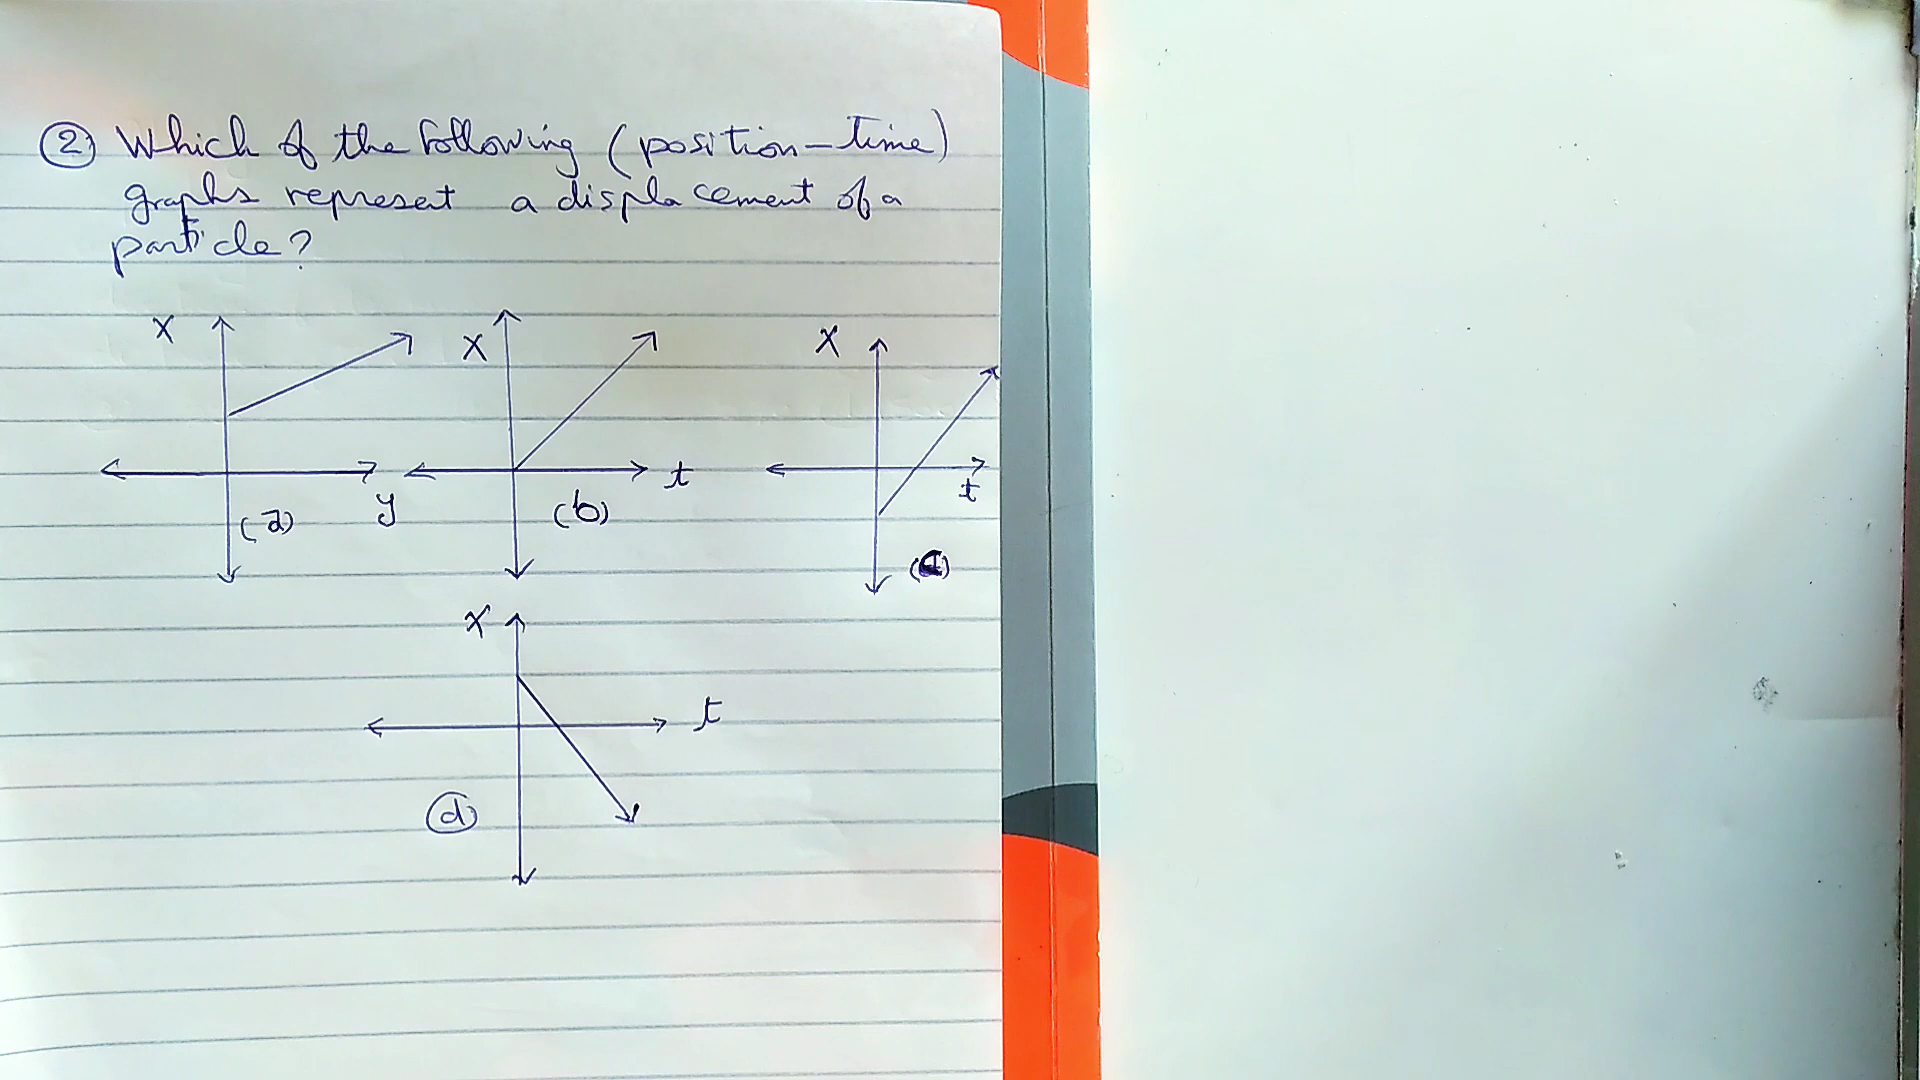 ② Which of the following (position-time)
graphs represent a displacement of a
particle?
x x x
y t t
(a) (b) (c)
x
t
ⓓ